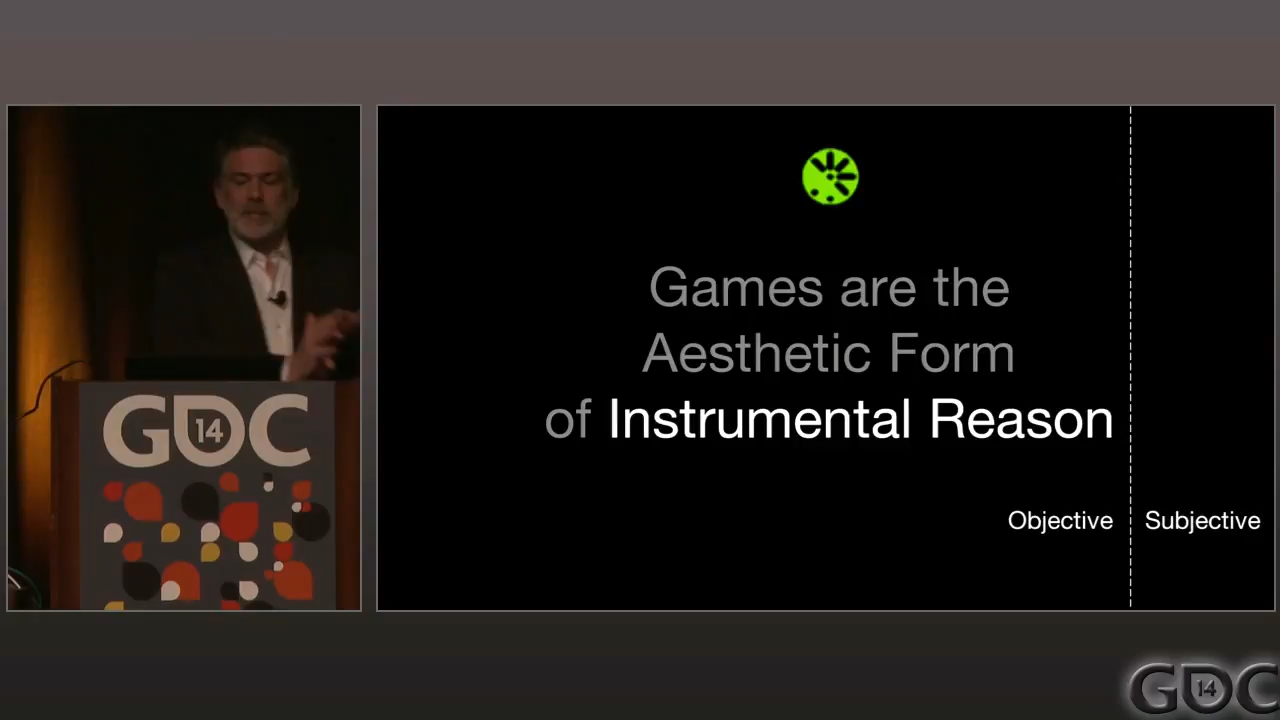 GDC
14
Games are the
Aesthetic Form
of Instrumental Reason
Objective
Subjective
GDC
14